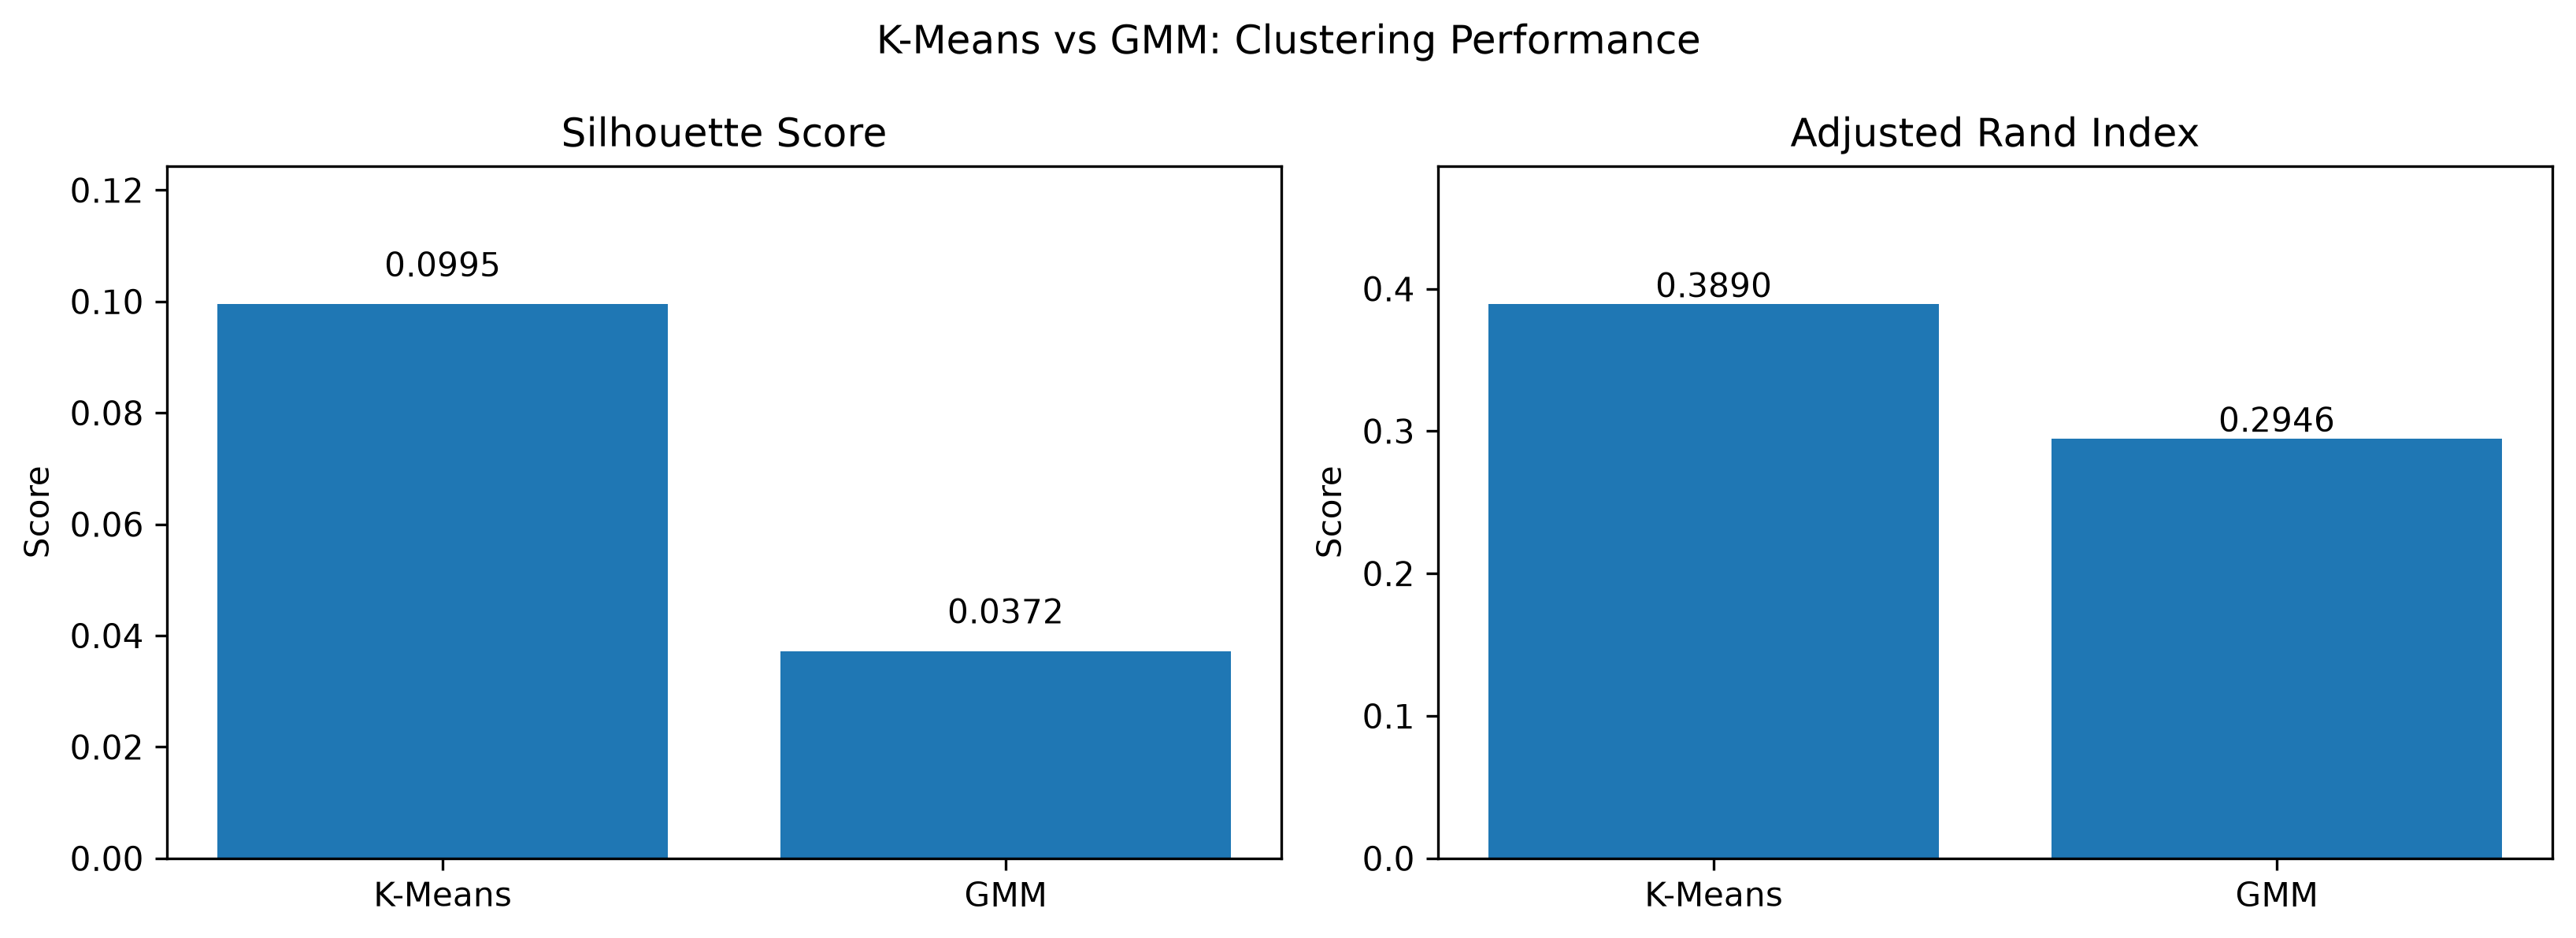 K-Means vs GMM: Clustering Performance
Silhouette Score
0.12
0.10
0.08
0.06
0.04
0.02
0.00
Score
0.0995
0.0372
K-Means
GMM
Adjusted Rand Index
0.4
0.3
0.2
0.1
0.0
Score
0.3890
0.2946
K-Means
GMM